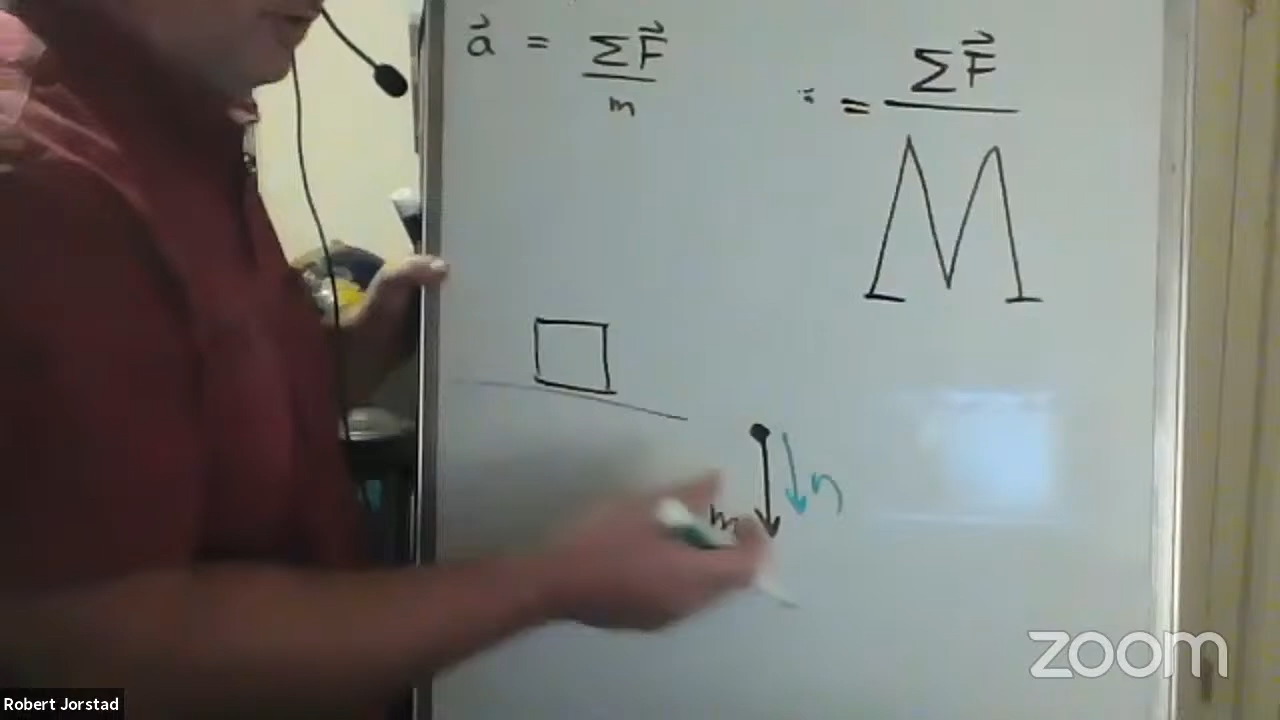 a⃗ = ΣF⃗ / m
= ΣF⃗ / M
η
m
zoom
Robert Jorstad